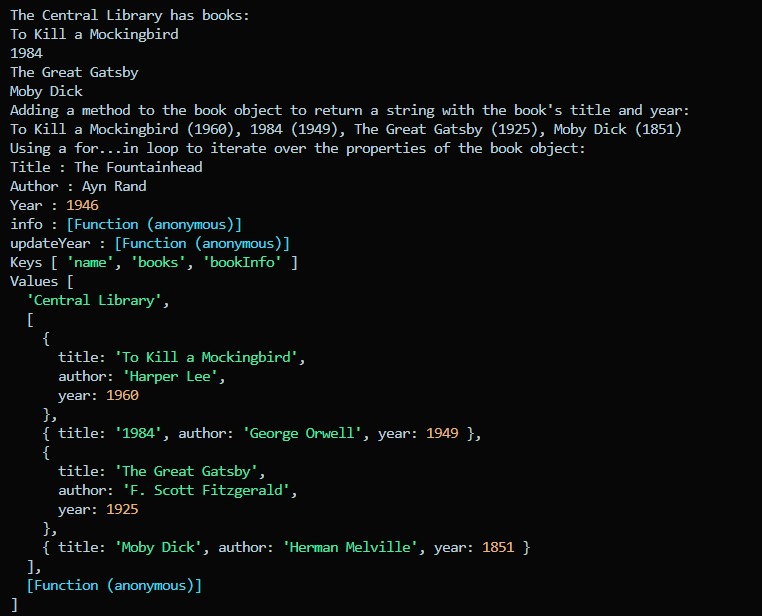 The Central Library has books:
To Kill a Mockingbird
1984
The Great Gatsby
Moby Dick
Adding a method to the book object to return a string with the book's title and year:
To Kill a Mockingbird (1960), 1984 (1949), The Great Gatsby (1925), Moby Dick (1851)
Using a for...in loop to iterate over the properties of the book object:
Title : The Fountainhead
Author : Ayn Rand
Year : 1946
info : [Function (anonymous)]
updateYear : [Function (anonymous)]
Keys [ 'name', 'books', 'bookInfo' ]
Values [
  'Central Library',
  [
    {
      title: 'To Kill a Mockingbird',
      author: 'Harper Lee',
      year: 1960
    },
    { title: '1984', author: 'George Orwell', year: 1949 },
    {
      title: 'The Great Gatsby',
      author: 'F. Scott Fitzgerald',
      year: 1925
    },
    { title: 'Moby Dick', author: 'Herman Melville', year: 1851 }
  ],
  [Function (anonymous)]
]